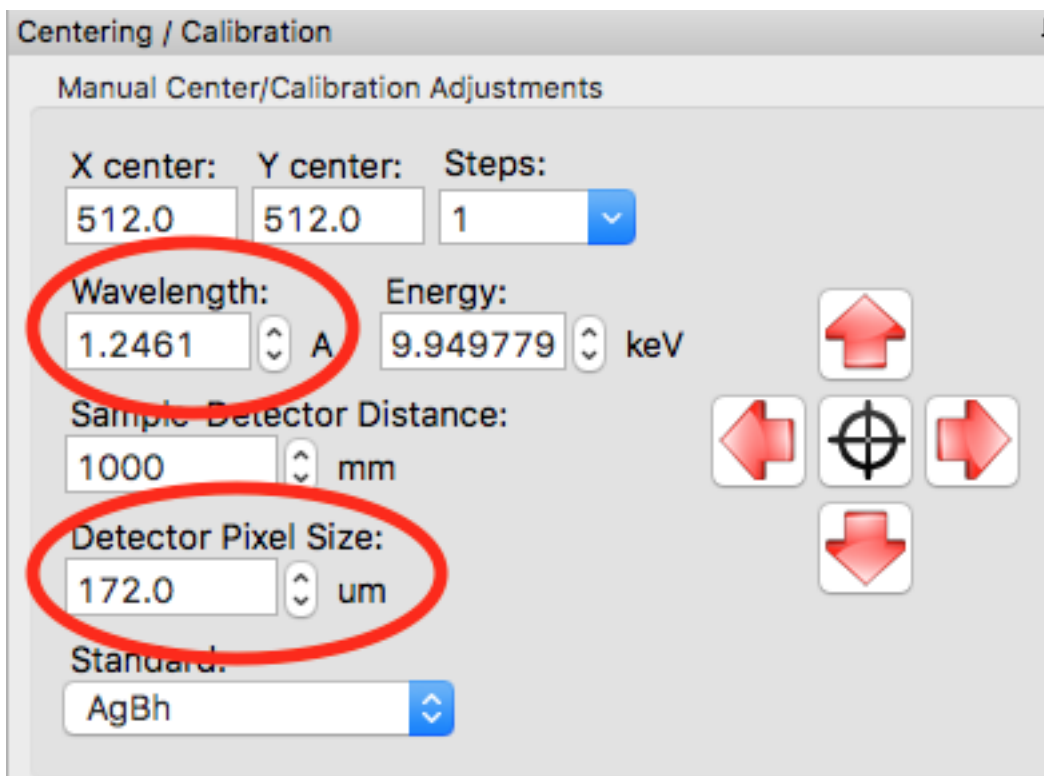 Centering / Calibration
Manual Center/Calibration Adjustments
X center: Y center: Steps:
512.0 512.0 1
Wavelength: Energy:
1.2461 A 9.949779 keV
Sample-Detector Distance:
1000 mm
Detector Pixel Size:
172.0 um
Standard:
AgBh